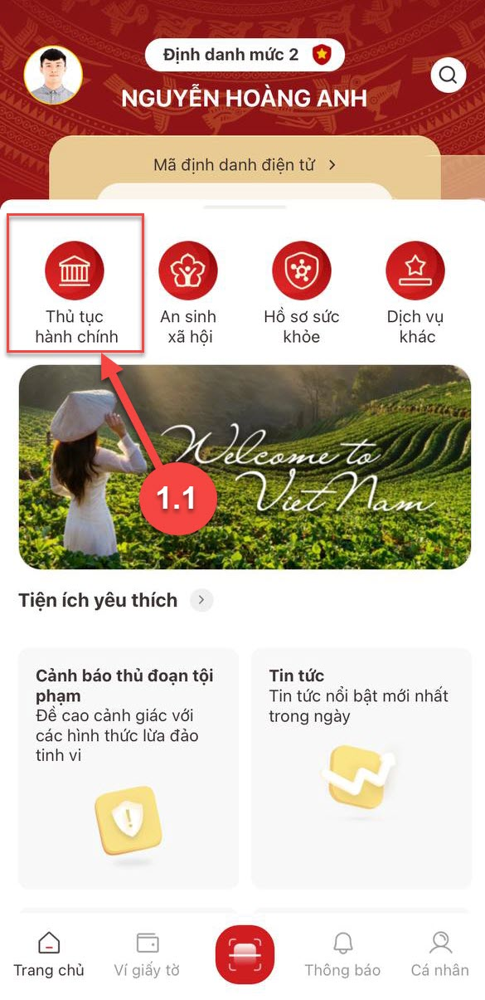 Định danh mức 2
NGUYỄN HOÀNG ANH
Mã định danh điện tử
Thủ tục
hành chính
An sinh
xã hội
Hồ sơ sức
khỏe
Dịch vụ
khác
Welcome to
Viet Nam
1.1
Tiện ích yêu thích
Cảnh báo thủ đoạn tội
phạm
Đề cao cảnh giác với
các hình thức lừa đảo
tinh vi
Tin tức
Tin tức nổi bật mới nhất
trong ngày
Trang chủ
Ví giấy tờ
Thông báo
Cá nhân